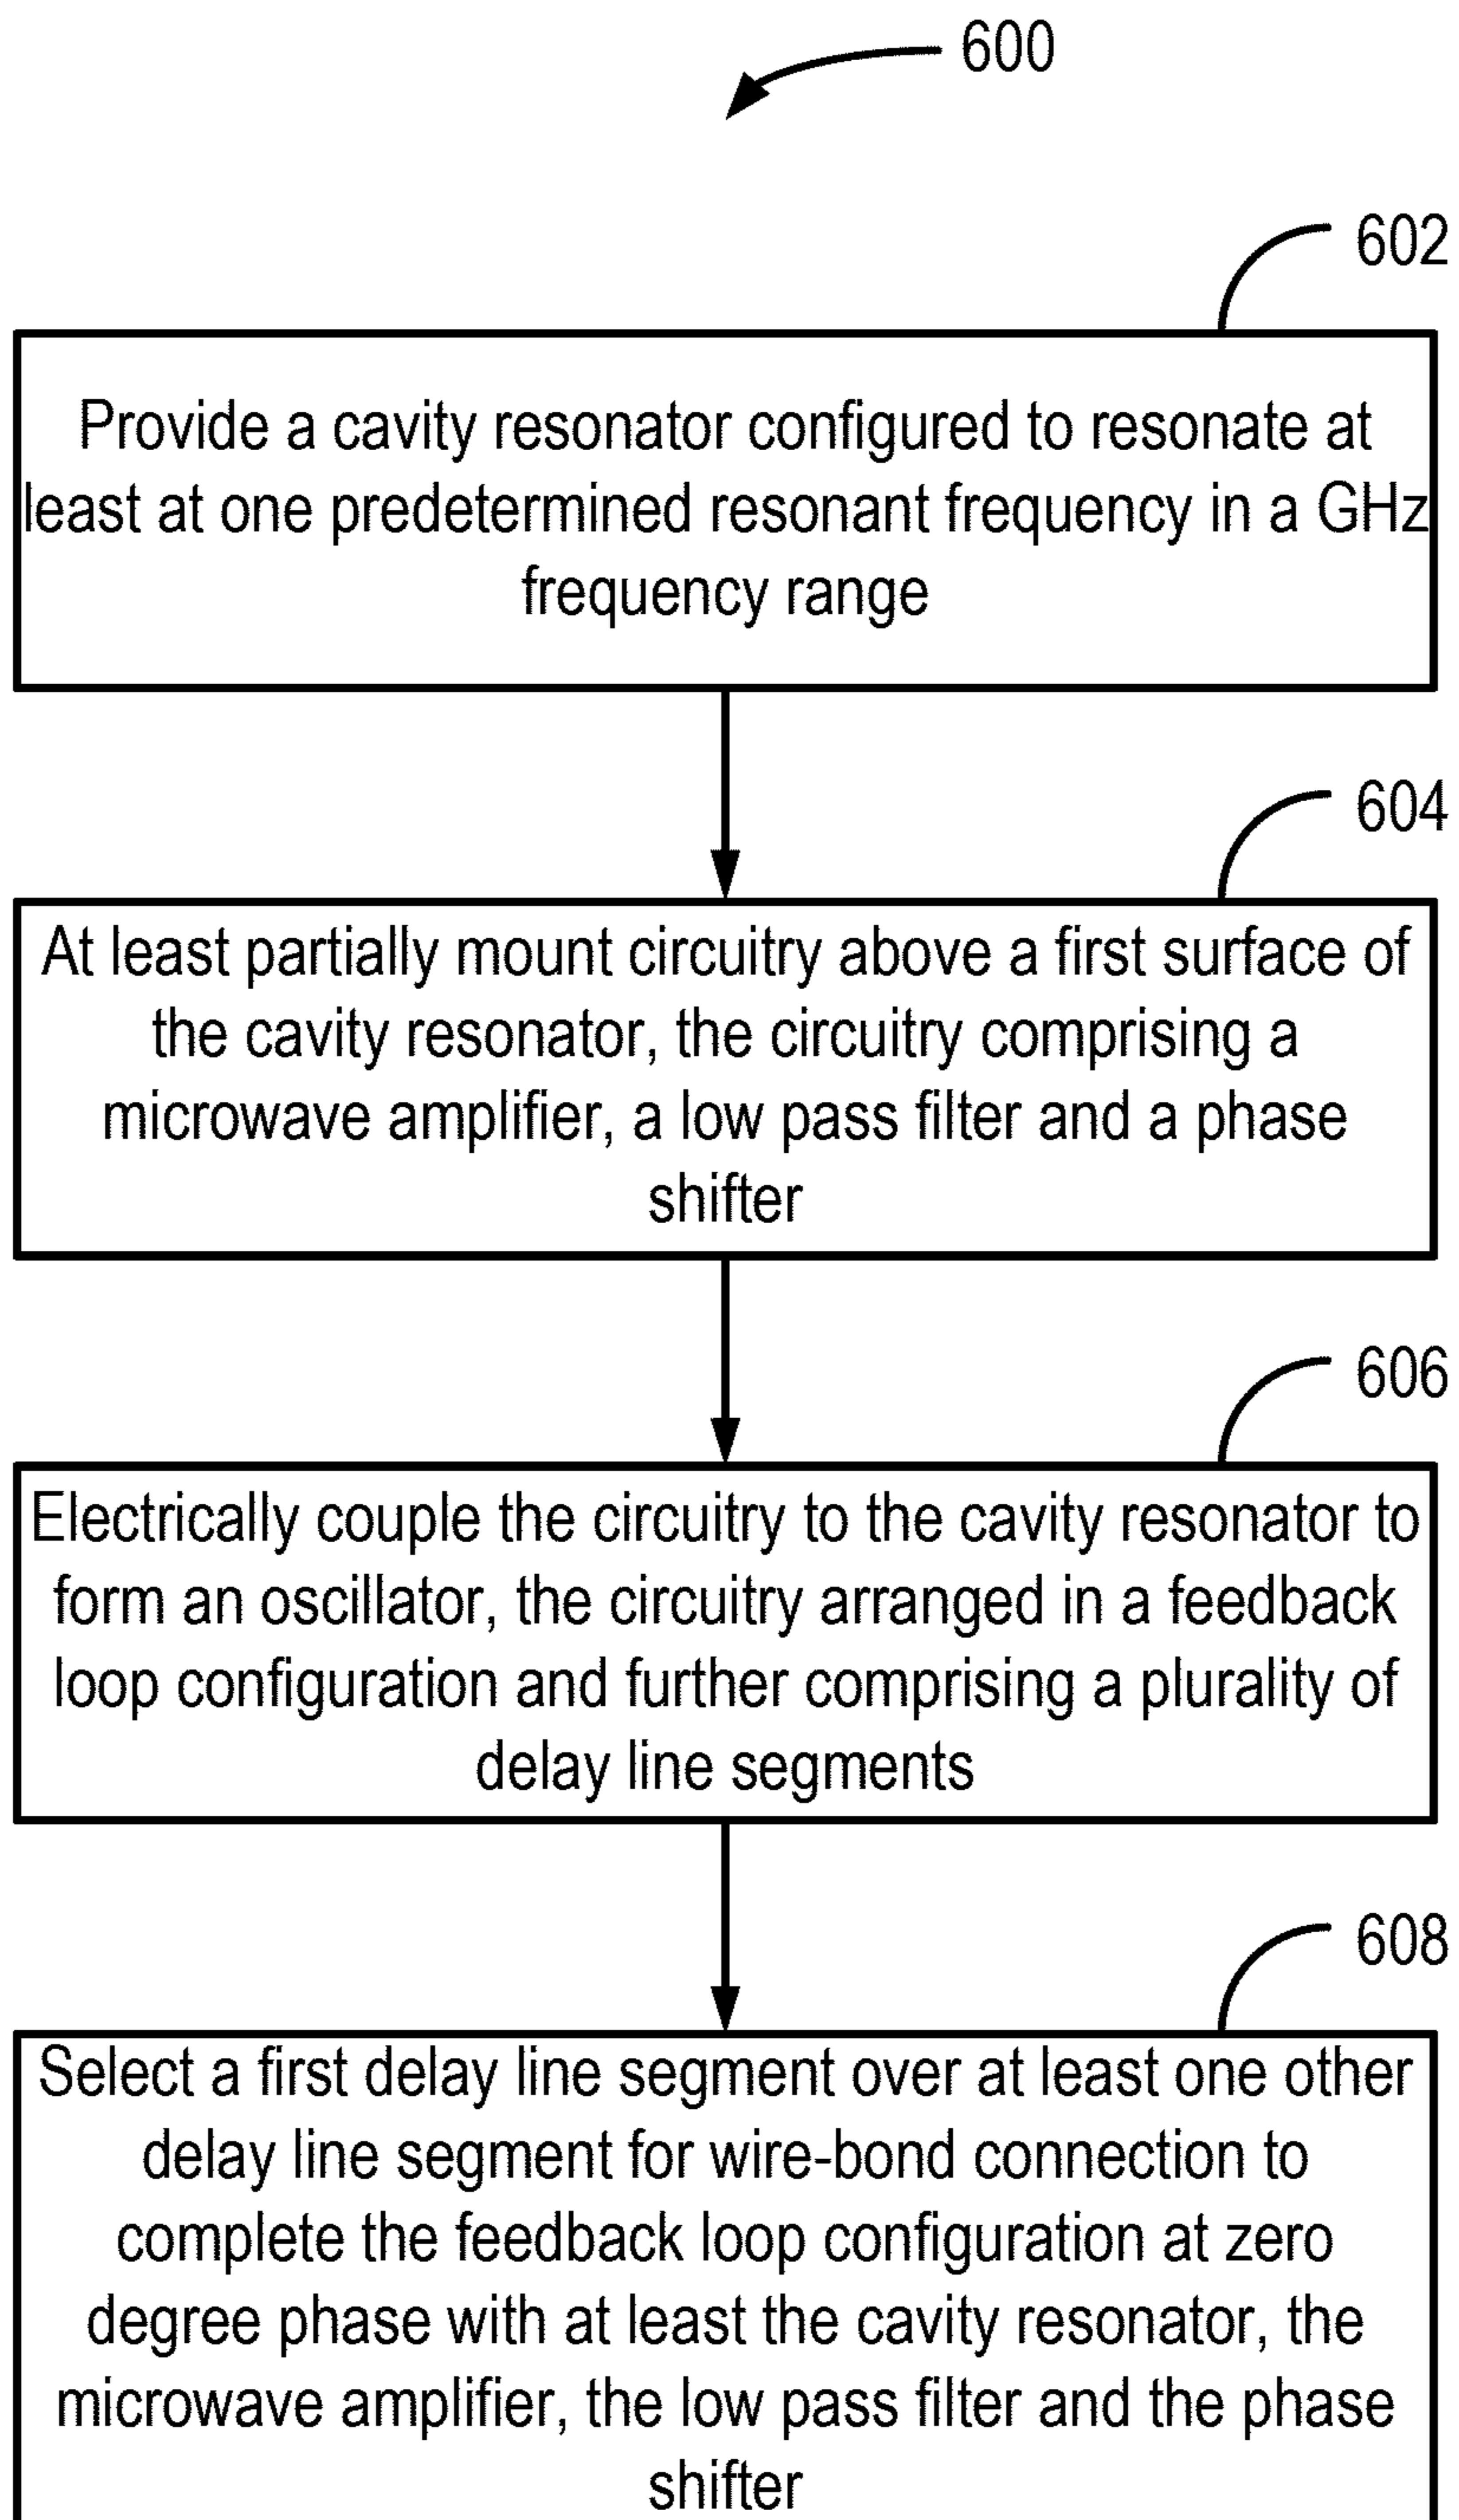 600
602
Provide a cavity resonator configured to resonate at
least at one predetermined resonant frequency in a GHz
frequency range
604
At least partially mount circuitry above a first surface of
the cavity resonator, the circuitry comprising a
microwave amplifier, a low pass filter and a phase
shifter
606
Electrically couple the circuitry to the cavity resonator to
form an oscillator, the circuitry arranged in a feedback
loop configuration and further comprising a plurality of
delay line segments
608
Select a first delay line segment over at least one other
delay line segment for wire-bond connection to
complete the feedback loop configuration at zero
degree phase with at least the cavity resonator, the
microwave amplifier, the low pass filter and the phase
shifter